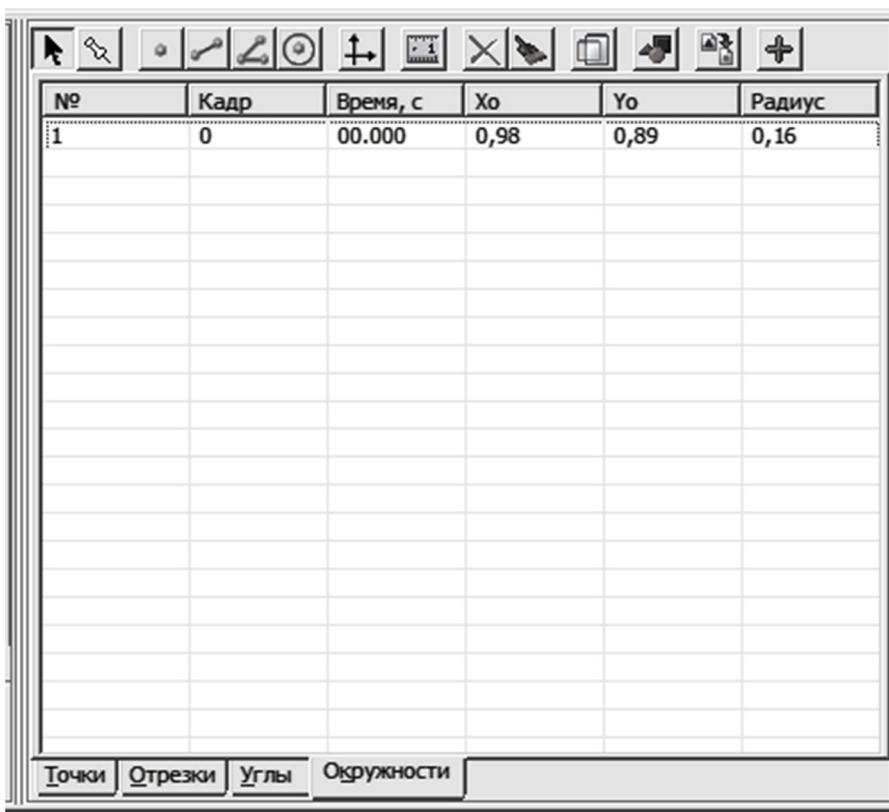 № Кадр Время, с Xo Yo Радиус
1 0 00.000 0,98 0,89 0,16
Точки Отрезки Углы Окружности